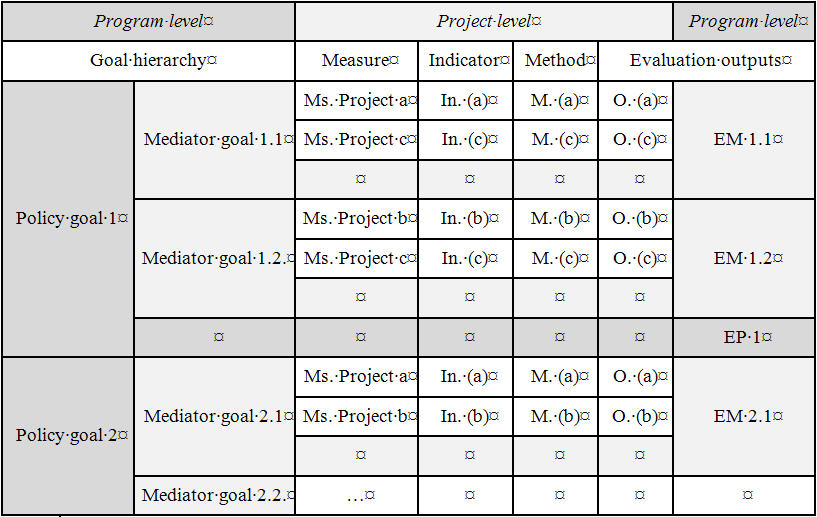 Program·level¤ Project·level¤ Program·level¤
Goal·hierarchy¤ Measure¤ Indicator¤ Method¤ Evaluation·outputs¤
Policy·goal·1¤ Mediator·goal·1.1¤ Ms.·Project·a¤ In.·(a)¤ M.·(a)¤ O.·(a)¤ EM·1.1¤
Ms.·Project·c¤ In.·(c)¤ M.·(c)¤ O.·(c)¤
¤ ¤ ¤ ¤
Mediator·goal·1.2.¤ Ms.·Project·b¤ In.·(b)¤ M.·(b)¤ O.·(b)¤ EM·1.2¤
Ms.·Project·c¤ In.·(c)¤ M.·(c)¤ O.·(c)¤
¤ ¤ ¤ ¤
¤ ¤ ¤ ¤ ¤ EP·1¤
Policy·goal·2¤ Mediator·goal·2.1¤ Ms.·Project·a¤ In.·(a)¤ M.·(a)¤ O.·(a)¤ EM·2.1¤
Ms.·Project·b¤ In.·(b)¤ M.·(b)¤ O.·(b)¤
¤ ¤ ¤ ¤
Mediator·goal·2.2.¤ …¤ ¤ ¤ ¤ ¤